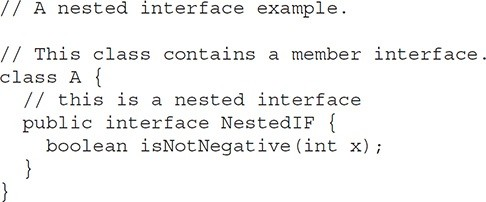 // A nested interface example.

// This class contains a member interface.
class A {
  // this is a nested interface
  public interface NestedIF {
    boolean isNotNegative(int x);
  }
}